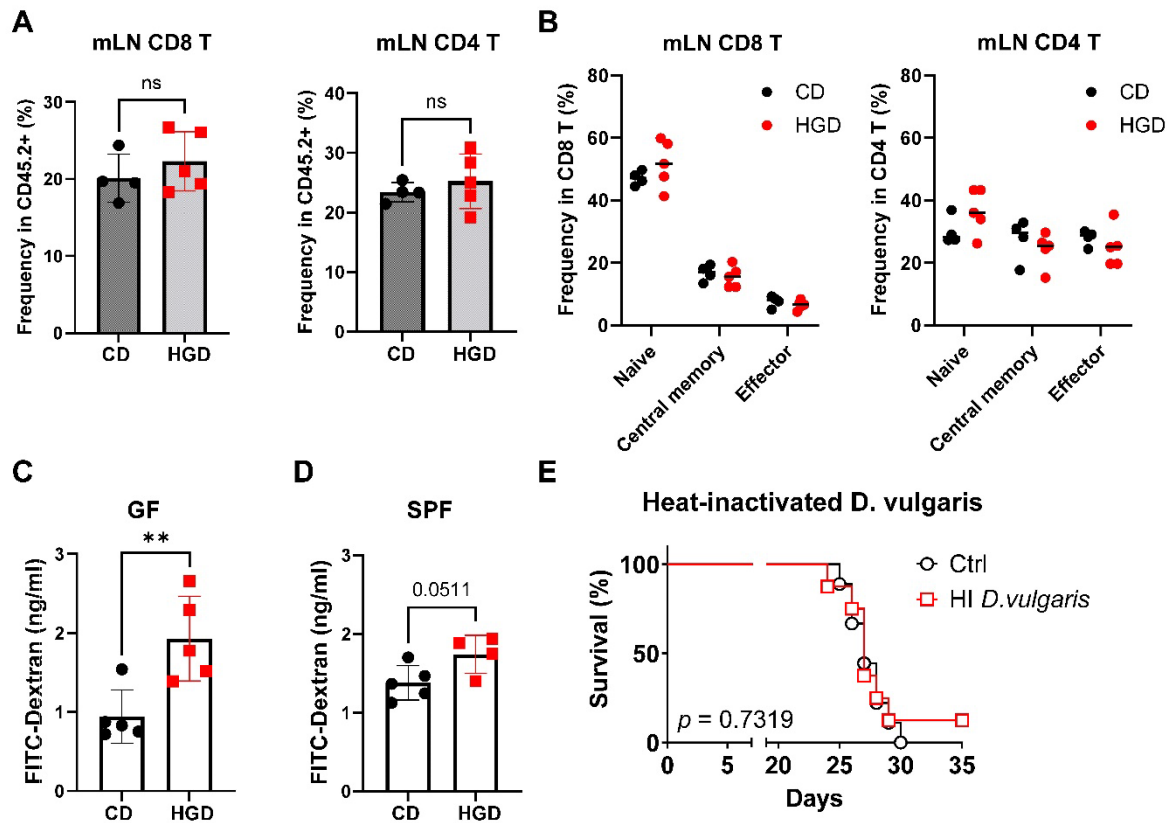 A
mLN CD8 T
Frequency in CD45.2+ (%)
30
20
10
0
ns
CD
HGD
mLN CD4 T
Frequency in CD45.2+ (%)
40
30
20
10
0
ns
CD
HGD
B
mLN CD8 T
Frequency in CD8 T (%)
80
60
40
20
0
CD
HGD
Naive
Central memory
Effector
mLN CD4 T
Frequency in CD4 T (%)
80
60
40
20
0
CD
HGD
Naive
Central memory
Effector
C
GF
FITC-Dextran (ng/ml)
3
2
1
0
**
CD
HGD
D
SPF
FITC-Dextran (ng/ml)
3
2
1
0
0.0511
CD
HGD
E
Heat-inactivated D. vulgaris
Survival (%)
100
50
0
Ctrl
HI D.vulgaris
p = 0.7319
0
5
20
25
30
35
Days